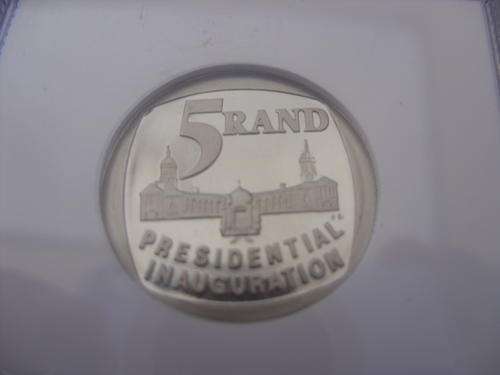 5 RAND
PRESIDENTIAL
INAUGURATION